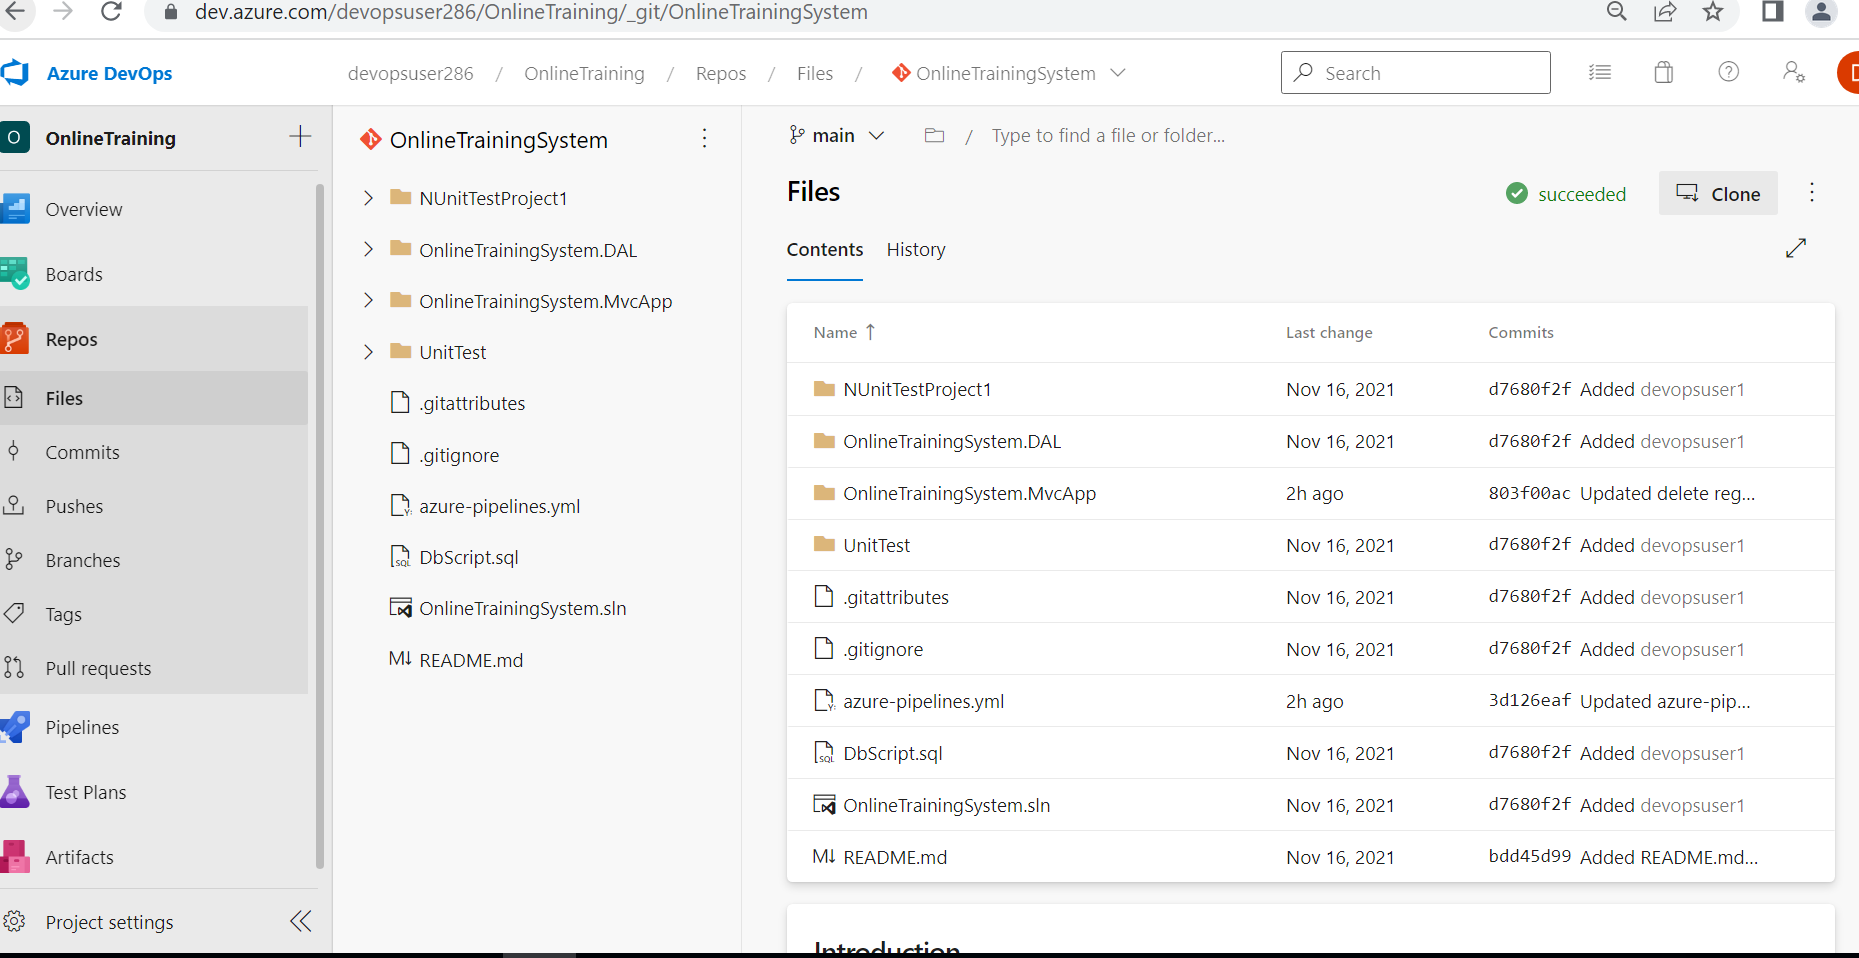 dev.azure.com/devopsuser286/OnlineTraining/_git/OnlineTrainingSystem
Azure DevOps
devopsuser286 / OnlineTraining / Repos / Files / OnlineTrainingSystem
Search
O OnlineTraining
Overview
Boards
Repos
Files
Commits
Pushes
Branches
Tags
Pull requests
Pipelines
Test Plans
Artifacts
Project settings
OnlineTrainingSystem
NUnitTestProject1
OnlineTrainingSystem.DAL
OnlineTrainingSystem.MvcApp
UnitTest
.gitattributes
.gitignore
azure-pipelines.yml
DbScript.sql
OnlineTrainingSystem.sln
README.md
main / Type to find a file or folder...
Files
succeeded
Clone
Contents History
Name Last change Commits
NUnitTestProject1 Nov 16, 2021 d7680f2f Added devopsuser1
OnlineTrainingSystem.DAL Nov 16, 2021 d7680f2f Added devopsuser1
OnlineTrainingSystem.MvcApp 2h ago 803f00ac Updated delete reg...
UnitTest Nov 16, 2021 d7680f2f Added devopsuser1
.gitattributes Nov 16, 2021 d7680f2f Added devopsuser1
.gitignore Nov 16, 2021 d7680f2f Added devopsuser1
azure-pipelines.yml 2h ago 3d126eaf Updated azure-pip...
DbScript.sql Nov 16, 2021 d7680f2f Added devopsuser1
OnlineTrainingSystem.sln Nov 16, 2021 d7680f2f Added devopsuser1
README.md Nov 16, 2021 bdd45d99 Added README.md...
Introduction